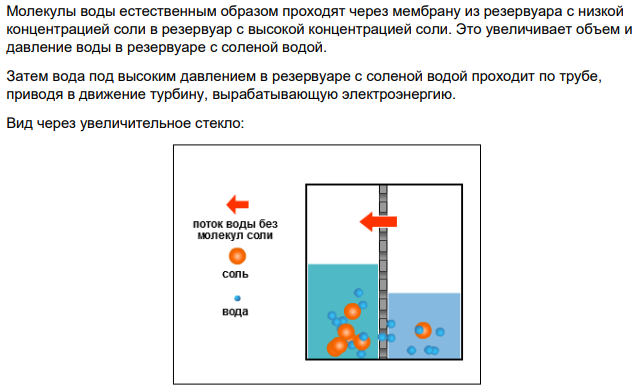 Молекулы воды естественным образом проходят через мембрану из резервуара с низкой
концентрацией соли в резервуар с высокой концентрацией соли. Это увеличивает объем и
давление воды в резервуаре с соленой водой.
Затем вода под высоким давлением в резервуаре с соленой водой проходит по трубе,
приводя в движение турбину, вырабатывающую электроэнергию.
Вид через увеличительное стекло:
поток воды без
молекул соли
соль
вода